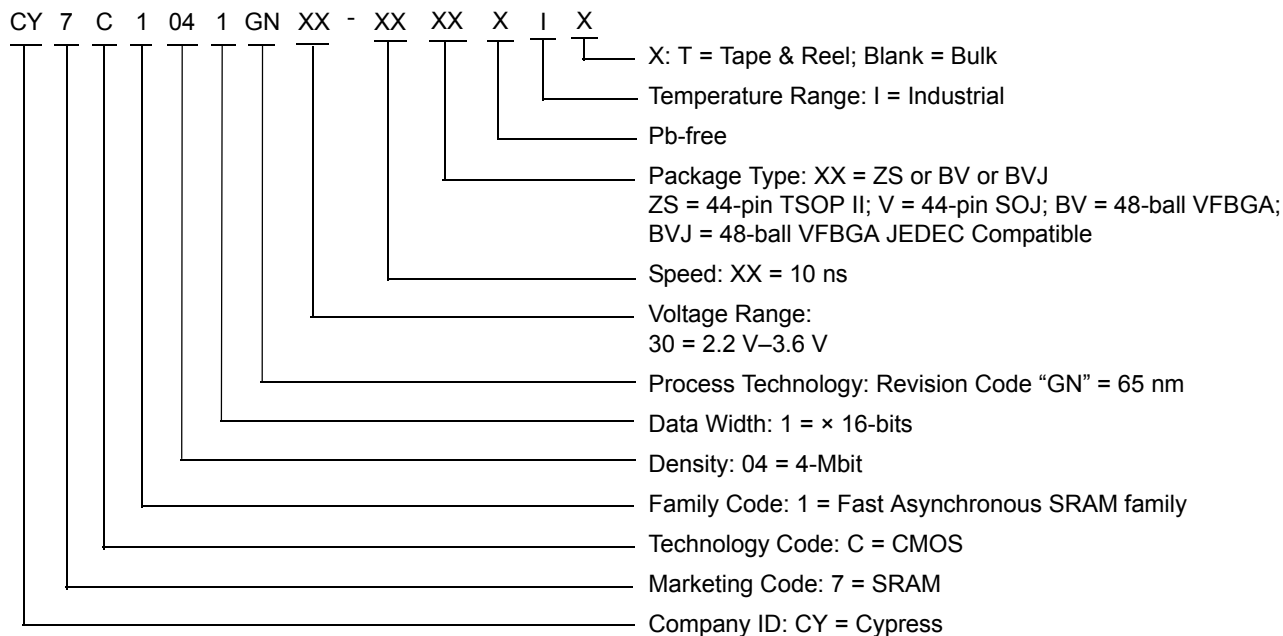 CY 7 C 1 04 1 GN XX - XX XX X I X
X: T = Tape & Reel; Blank = Bulk
Temperature Range: I = Industrial
Pb-free
Package Type: XX = ZS or BV or BVJ
ZS = 44-pin TSOP II; V = 44-pin SOJ; BV = 48-ball VFBGA;
BVJ = 48-ball VFBGA JEDEC Compatible
Speed: XX = 10 ns
Voltage Range:
30 = 2.2 V–3.6 V
Process Technology: Revision Code “GN” = 65 nm
Data Width: 1 = × 16-bits
Density: 04 = 4-Mbit
Family Code: 1 = Fast Asynchronous SRAM family
Technology Code: C = CMOS
Marketing Code: 7 = SRAM
Company ID: CY = Cypress